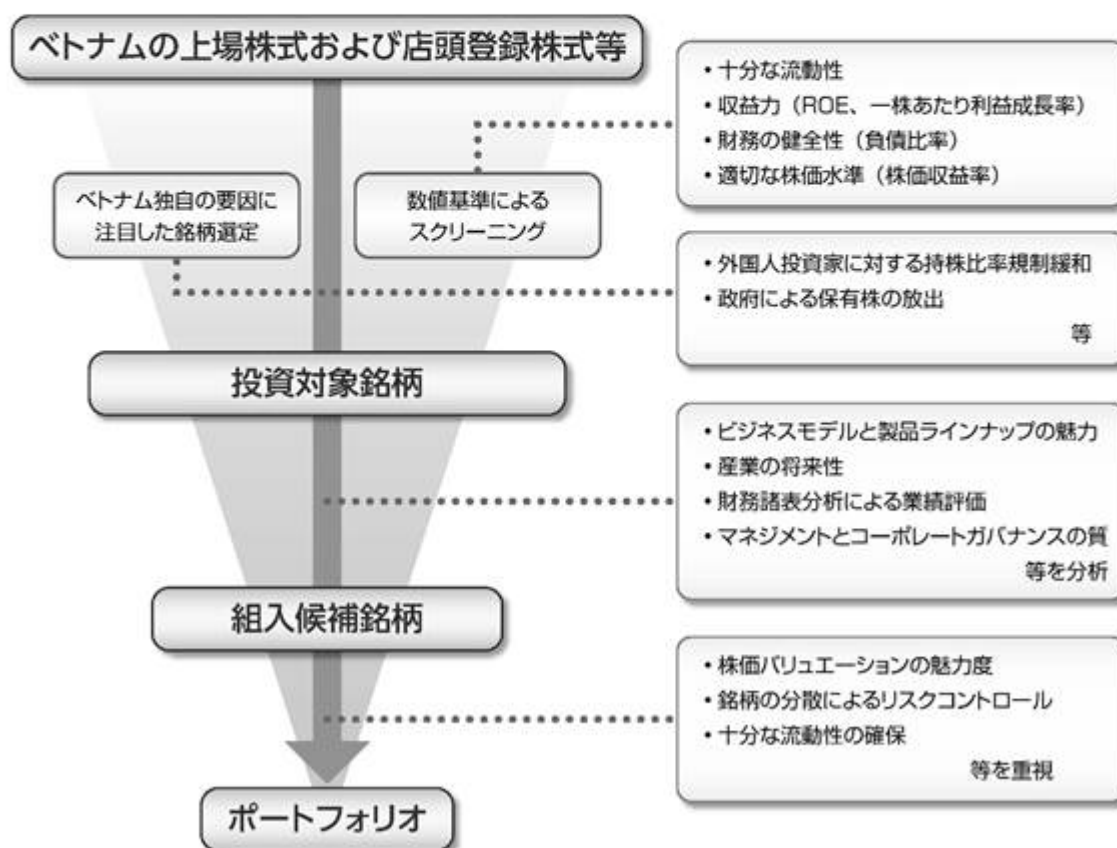 ベトナムの上場株式および店頭登録株式等
・十分な流動性
・収益力（ROE、一株あたり利益成長率）
・財務の健全性（負債比率）
・適切な株価水準（株価収益率）
ベトナム独自の要因に
注目した銘柄選定
数値基準による
スクリーニング
・外国人投資家に対する持株比率規制緩和
・政府による保有株の放出
等
投資対象銘柄
・ビジネスモデルと製品ラインナップの魅力
・産業の将来性
・財務諸表分析による業績評価
・マネジメントとコーポレートガバナンスの質
等を分析
組入候補銘柄
・株価バリュエーションの魅力度
・銘柄の分散によるリスクコントロール
・十分な流動性の確保
等を重視
ポートフォリオ